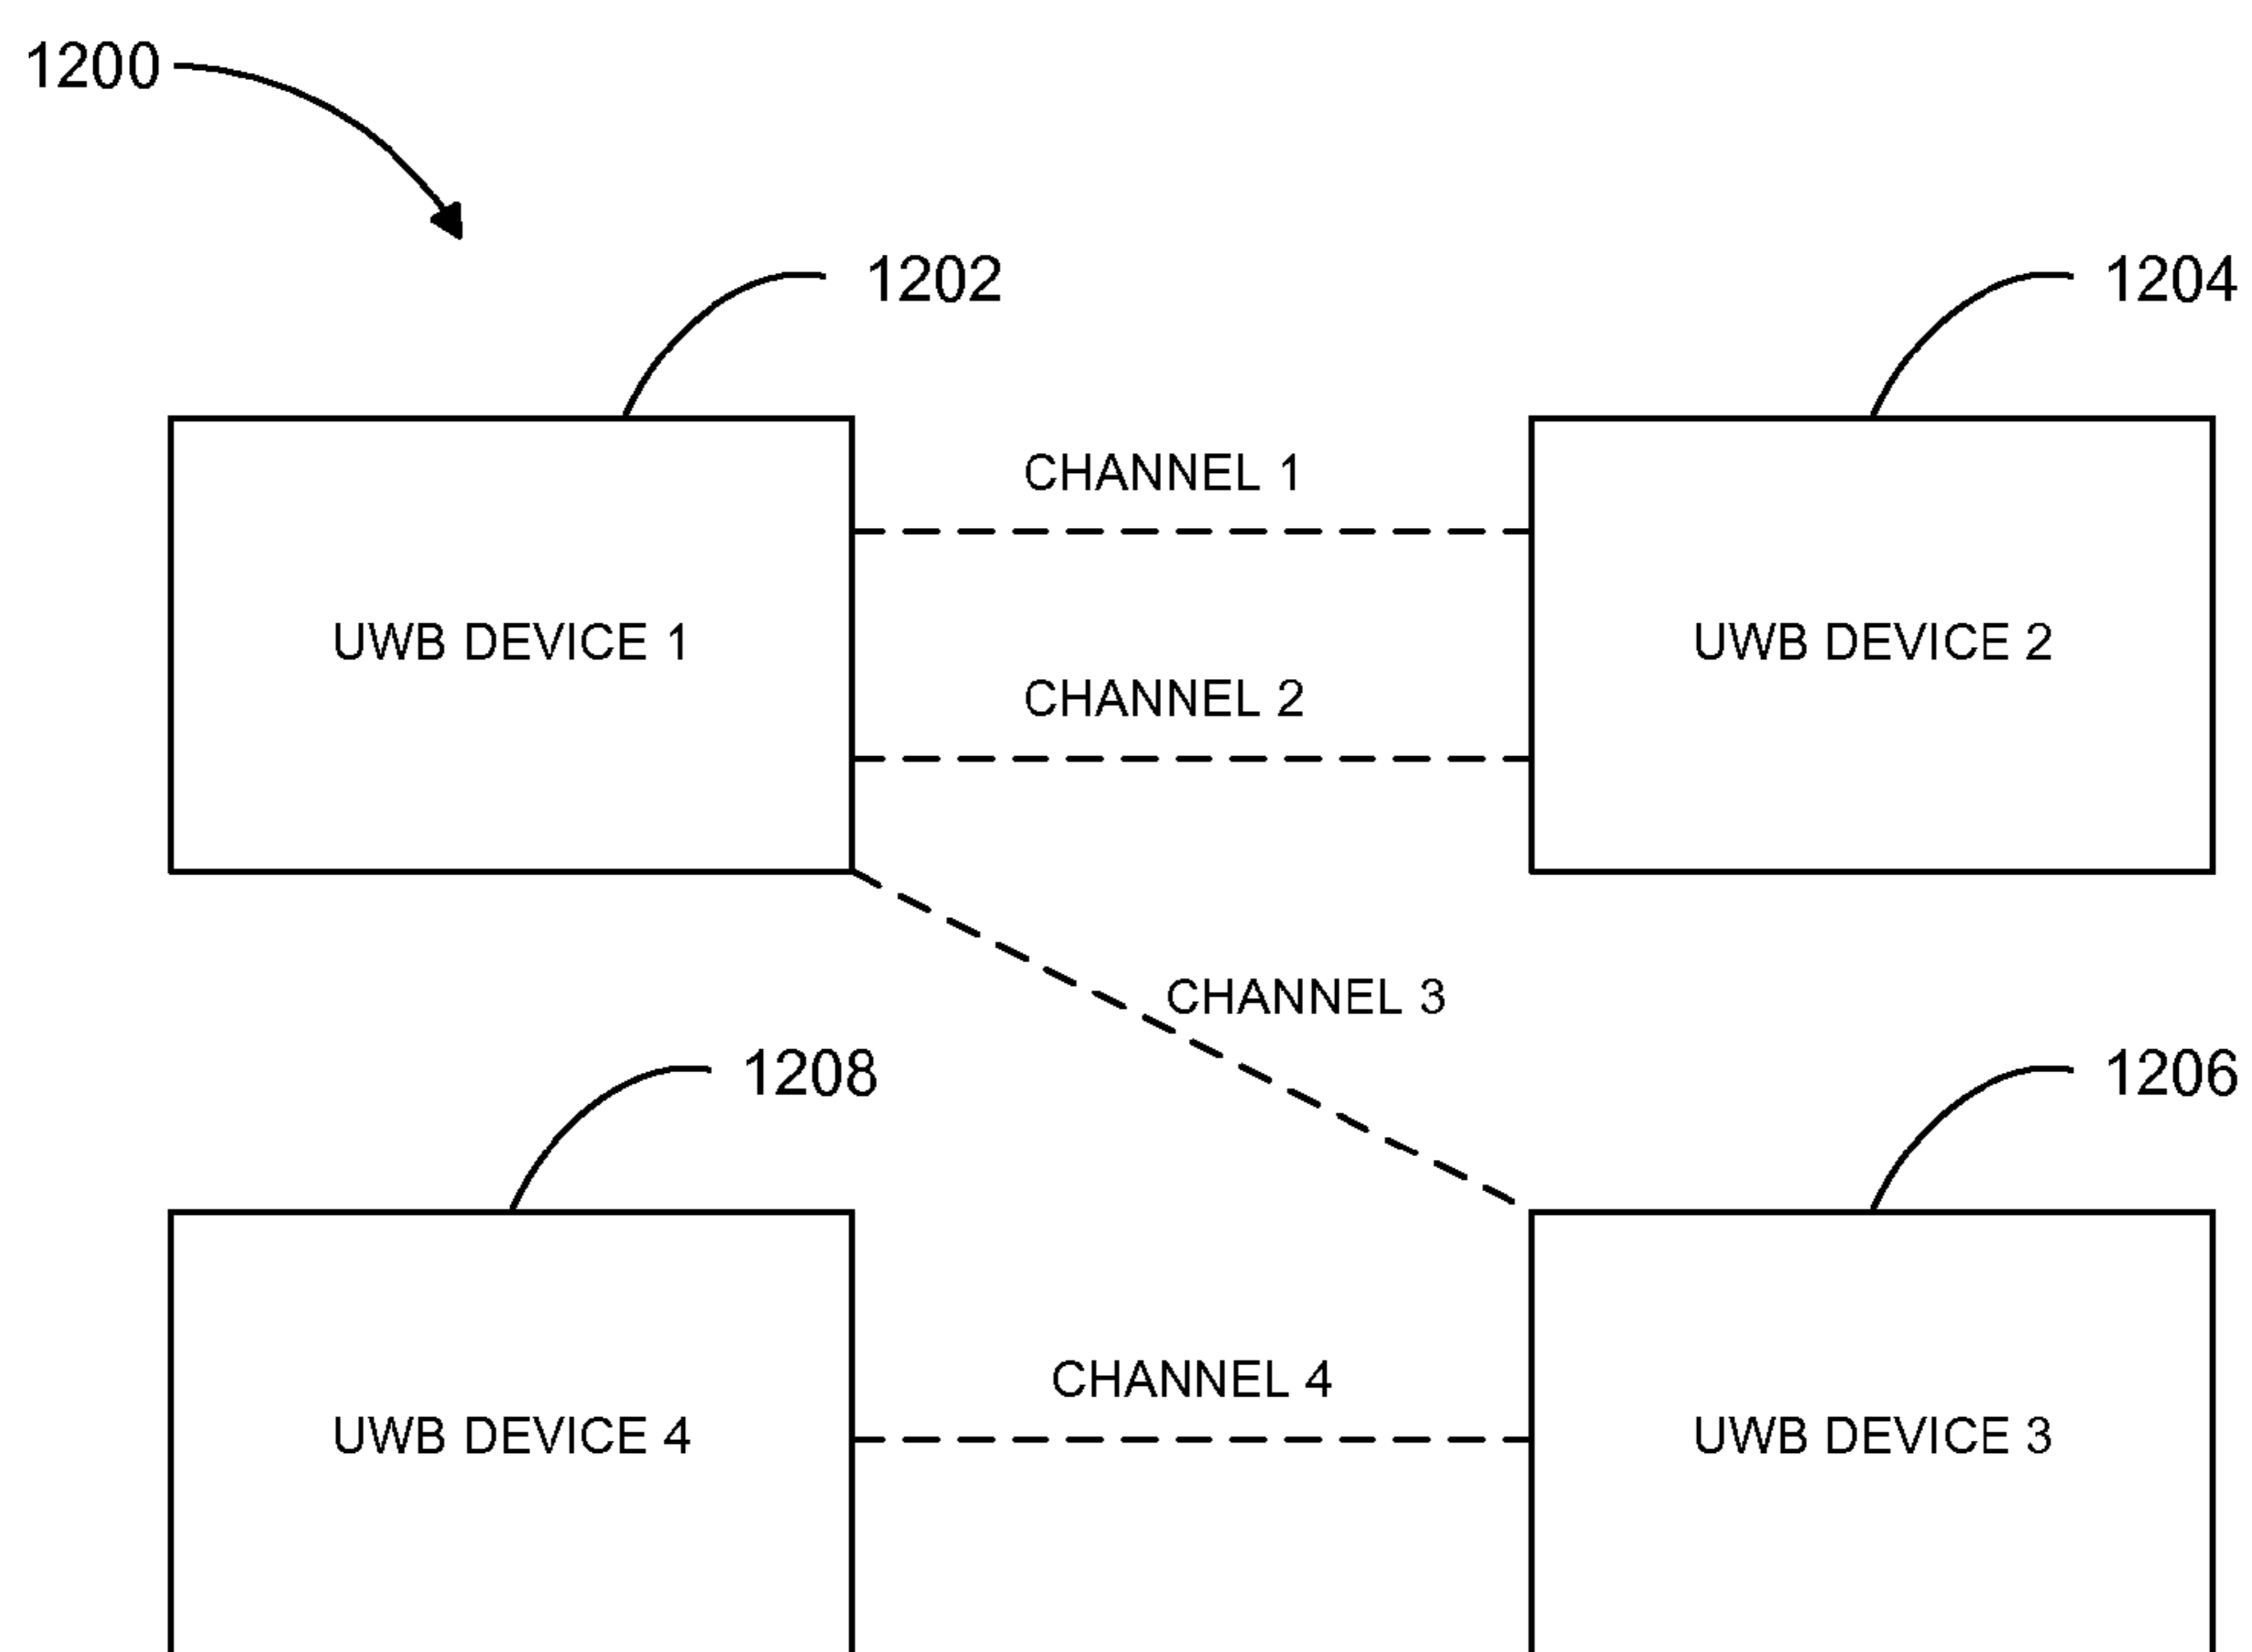 1200
1202
1204
CHANNEL 1
UWB DEVICE 1
UWB DEVICE 2
CHANNEL 2
CHANNEL 3
1208
1206
CHANNEL 4
UWB DEVICE 4
UWB DEVICE 3